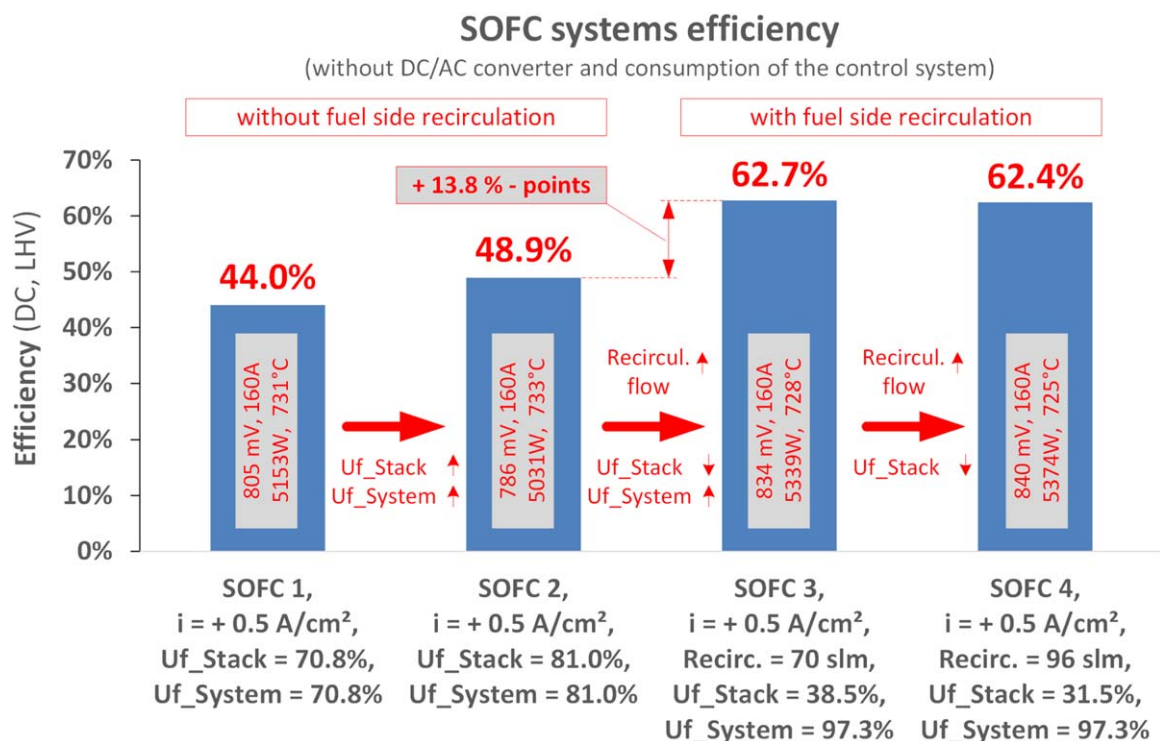 SOFC systems efficiency
(without DC/AC converter and consumption of the control system)
without fuel side recirculation
with fuel side recirculation
Efficiency (DC, LHV)
70%
60%
50%
40%
30%
20%
10%
0%
44.0%
48.9%
+ 13.8 % - points
62.7%
62.4%
805 mV, 160A
5153W, 731°C
Uf_Stack ↑
Uf_System ↑
786 mV, 160A
5031W, 733°C
Recircul. ↑
flow
Uf_Stack ↓
Uf_System ↑
834 mV, 160A
5339W, 728°C
Recircul. ↑
flow
Uf_Stack ↓
840 mV, 160A
5374W, 725°C
SOFC 1,
i = + 0.5 A/cm²,
Uf_Stack = 70.8%,
Uf_System = 70.8%
SOFC 2,
i = + 0.5 A/cm²,
Uf_Stack = 81.0%,
Uf_System = 81.0%
SOFC 3,
i = + 0.5 A/cm²,
Recirc. = 70 slm,
Uf_Stack = 38.5%,
Uf_System = 97.3%
SOFC 4,
i = + 0.5 A/cm²,
Recirc. = 96 slm,
Uf_Stack = 31.5%,
Uf_System = 97.3%